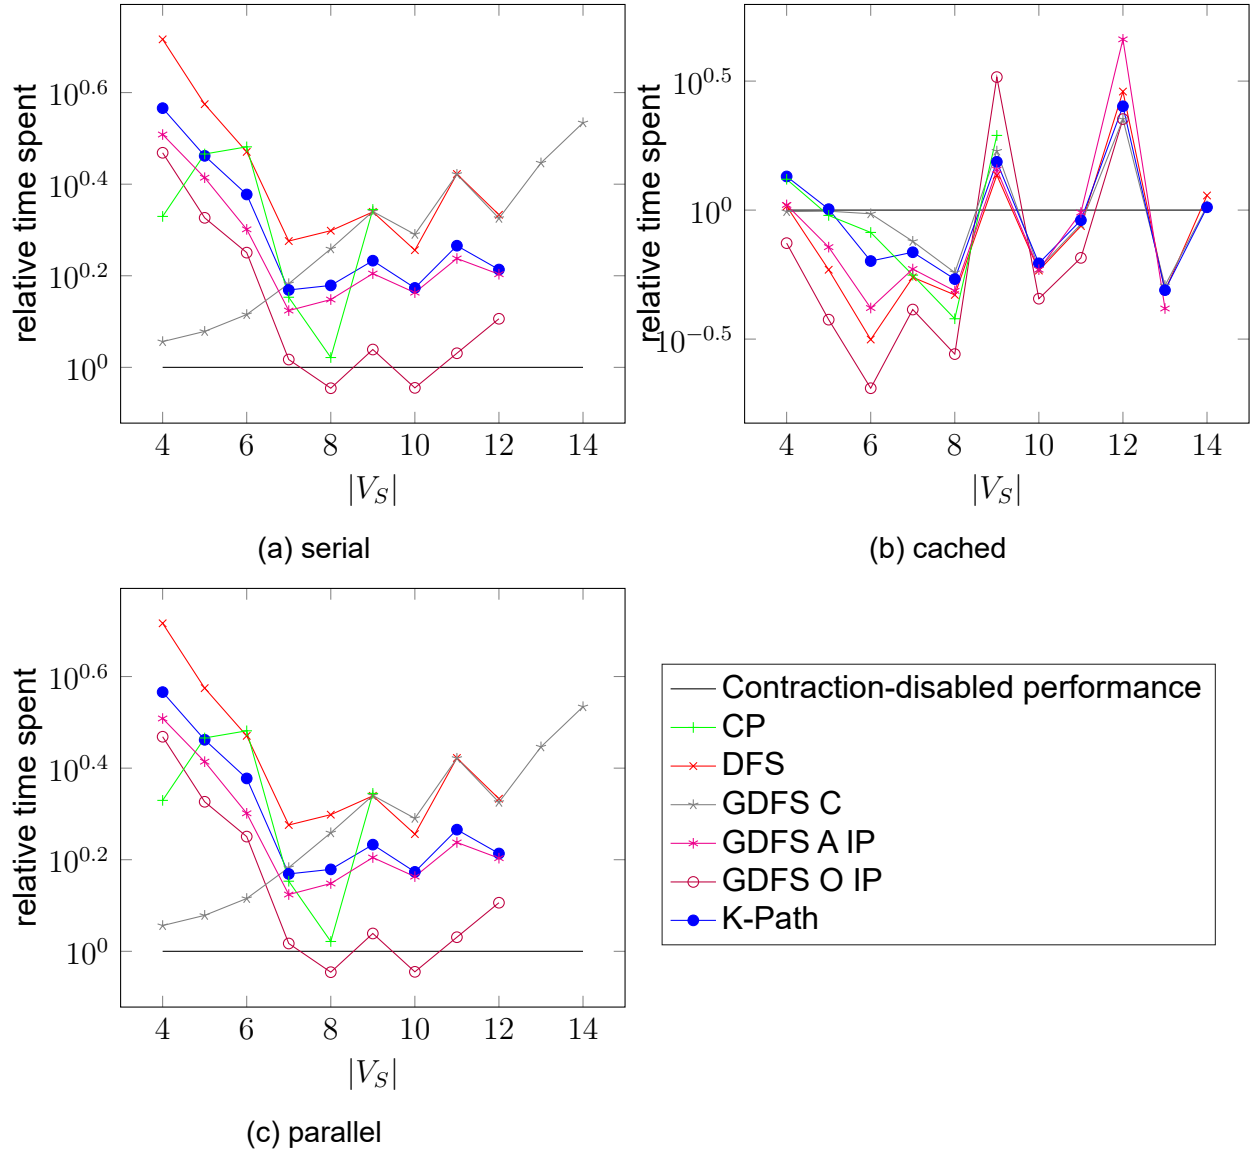 relative time spent
10^0.6
10^0.4
10^0.2
10^0
4 6 8 10 12 14
|V_S|
(a) serial
relative time spent
10^0.5
10^0
10^−0.5
4 6 8 10 12 14
|V_S|
(b) cached
relative time spent
10^0.6
10^0.4
10^0.2
10^0
4 6 8 10 12 14
|V_S|
(c) parallel
Contraction-disabled performance
CP
DFS
GDFS C
GDFS A IP
GDFS O IP
K-Path